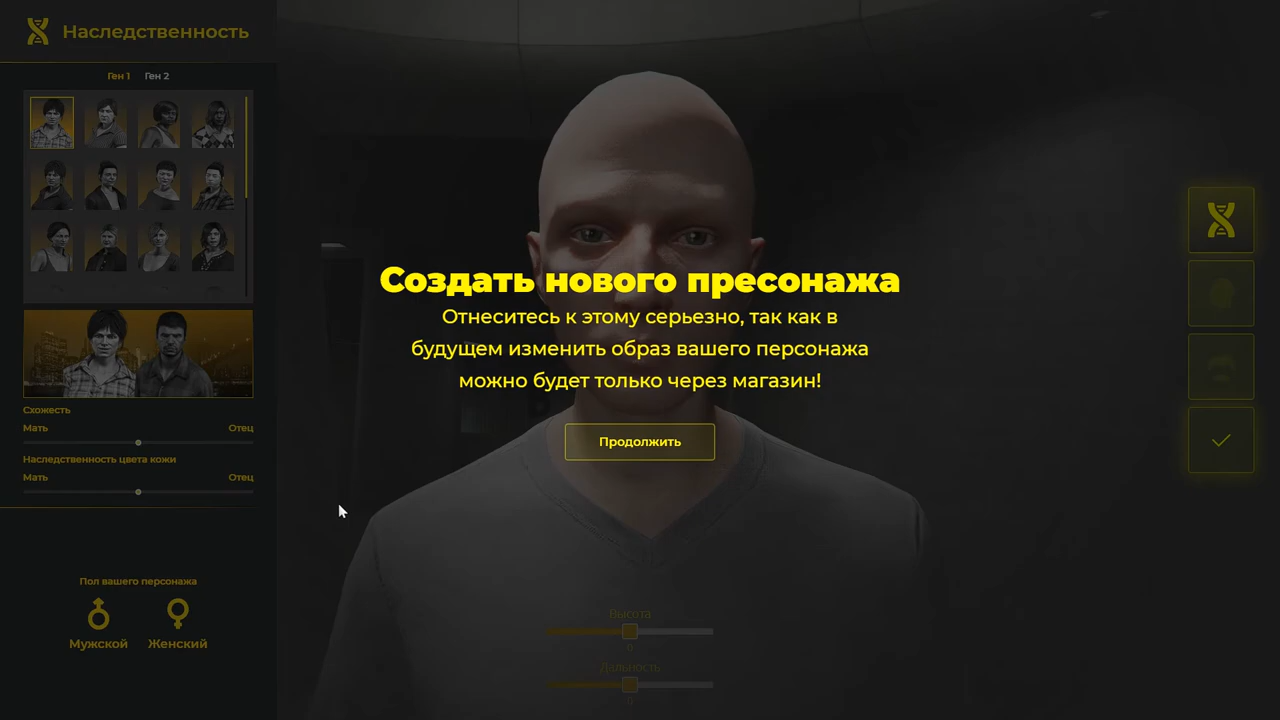 Наследственность
Ген 1 Ген 2
Создать нового пресонажа
Отнеситесь к этому серьезно, так как в
будущем изменить образ вашего персонажа
можно будет только через магазин!
Продолжить
Схожесть
Мать Отец
Наследственность цвета кожи
Мать Отец
Пол вашего персонажа
Мужской Женский
Высота
0
Дальность
0